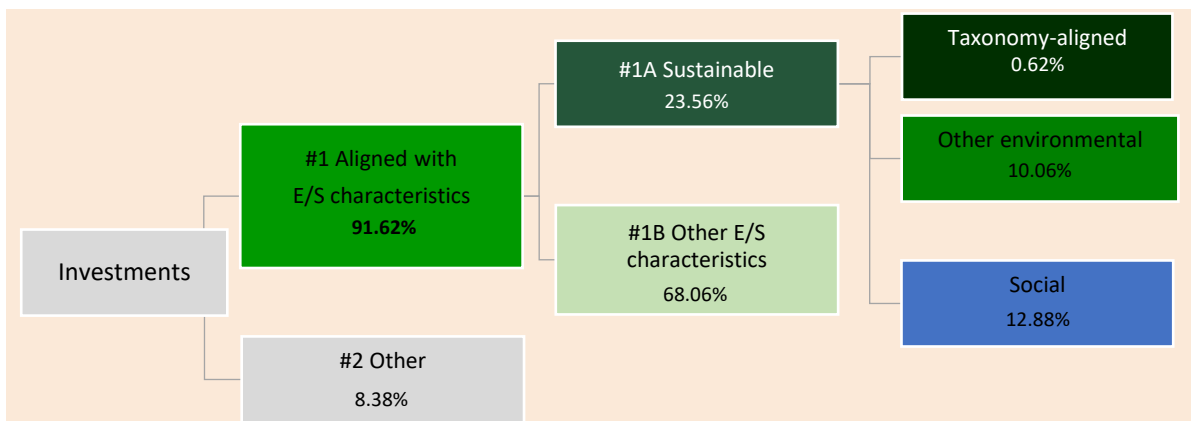 Investments
#1 Aligned with
E/S characteristics
91.62%
#2 Other
8.38%
#1A Sustainable
23.56%
#1B Other E/S
characteristics
68.06%
Taxonomy-aligned
0.62%
Other environmental
10.06%
Social
12.88%